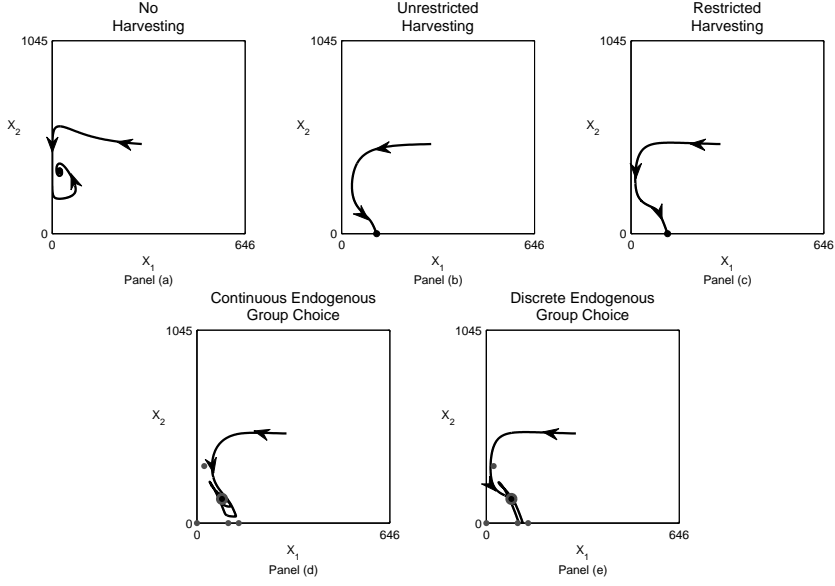 No
Harvesting
1045
X2
0
0
646
X1
Panel (a)
Unrestricted
Harvesting
1045
X2
0
0
646
X1
Panel (b)
Restricted
Harvesting
1045
X2
0
0
646
X1
Panel (c)
Continuous Endogenous
Group Choice
1045
X2
0
0
646
X1
Panel (d)
Discrete Endogenous
Group Choice
1045
X2
0
0
646
X1
Panel (e)